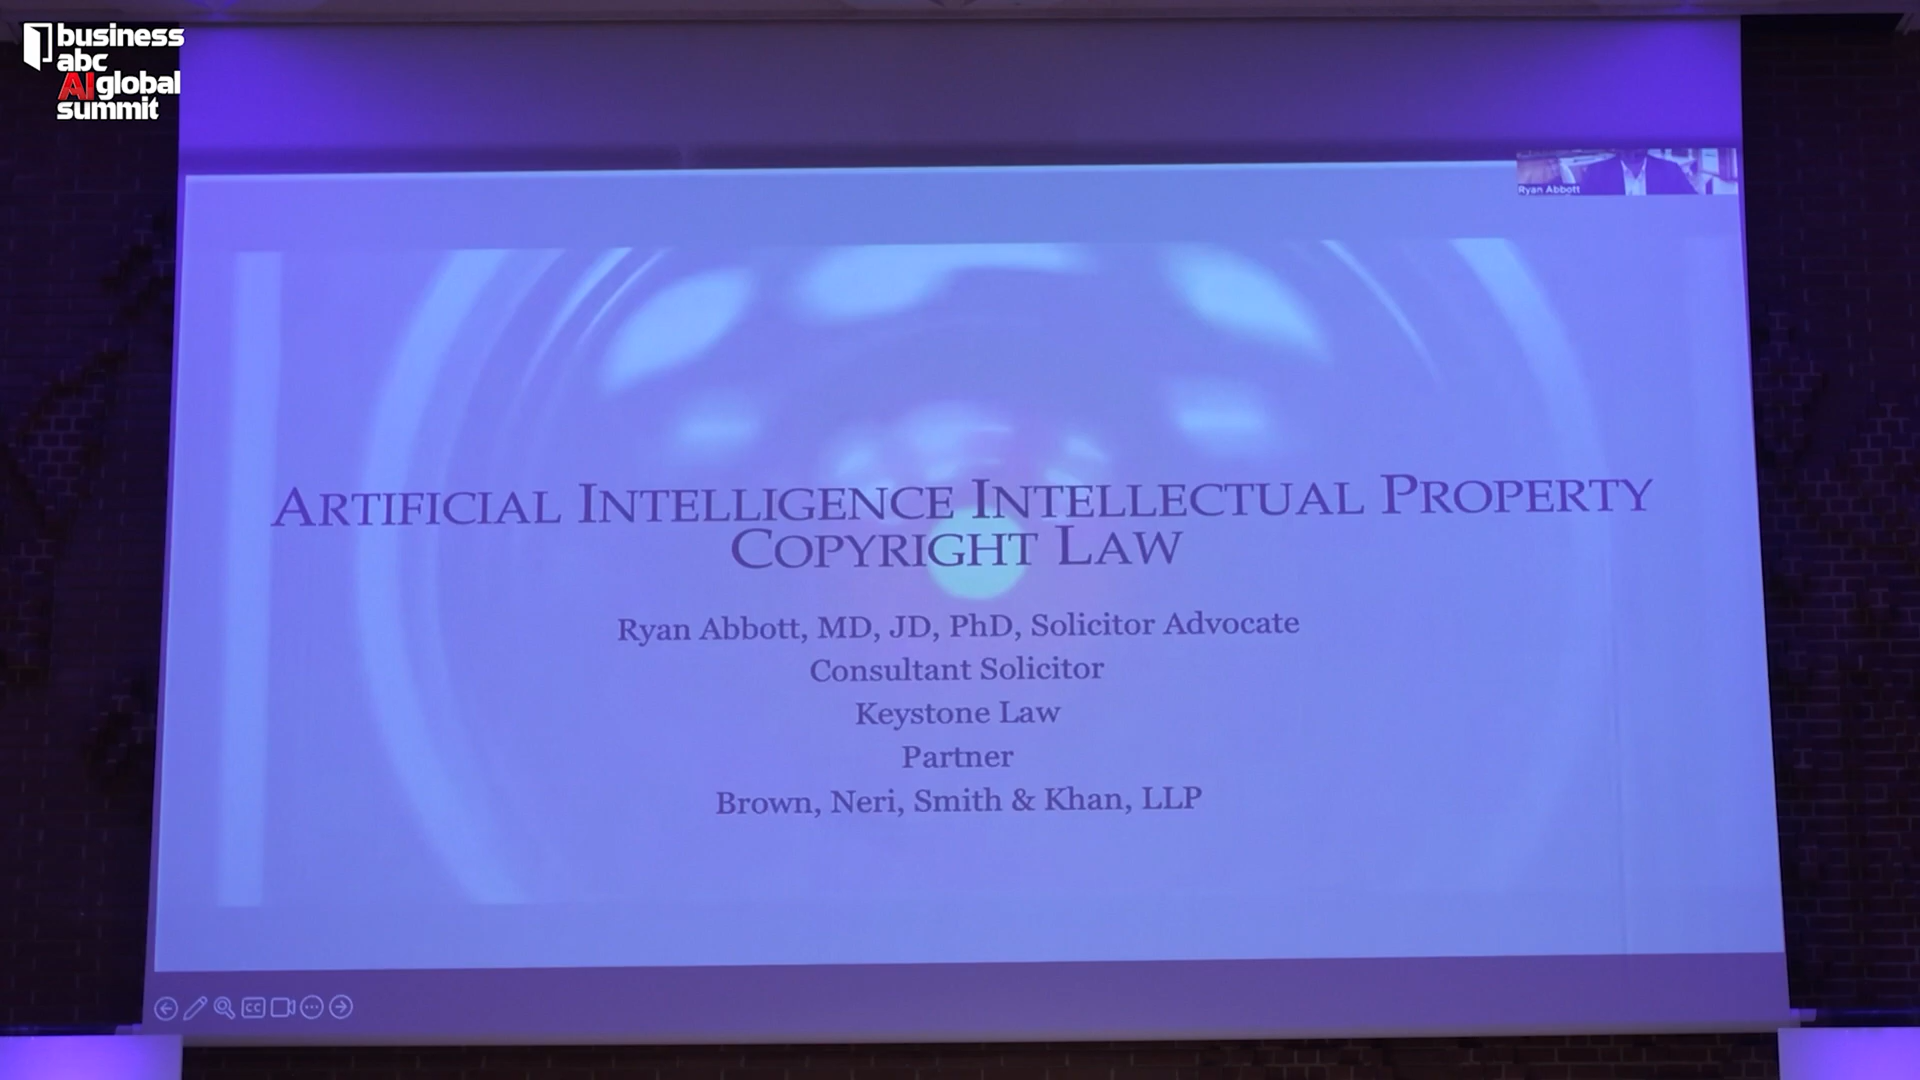 business
abc
AI global
summit
Ryan Abbott
ARTIFICIAL INTELLIGENCE INTELLECTUAL PROPERTY
COPYRIGHT LAW
Ryan Abbott, MD, JD, PhD, Solicitor Advocate
Consultant Solicitor
Keystone Law
Partner
Brown, Neri, Smith & Khan, LLP
CC